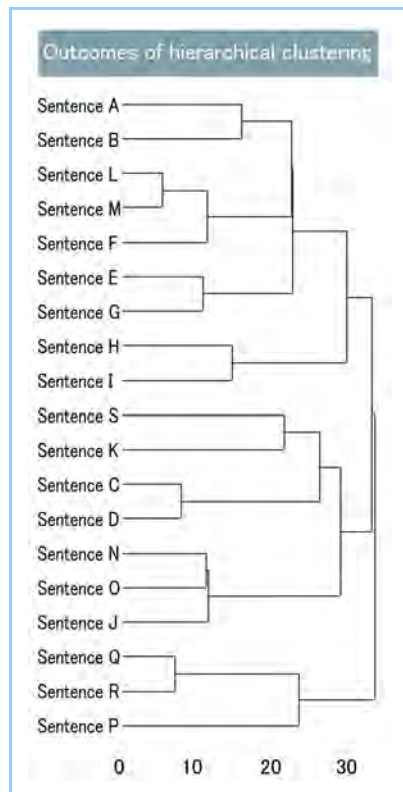 Outcomes of hierarchical clustering
Sentence A
Sentence B
Sentence L
Sentence M
Sentence F
Sentence E
Sentence G
Sentence H
Sentence I
Sentence S
Sentence K
Sentence C
Sentence D
Sentence N
Sentence O
Sentence J
Sentence Q
Sentence R
Sentence P
0 10 20 30